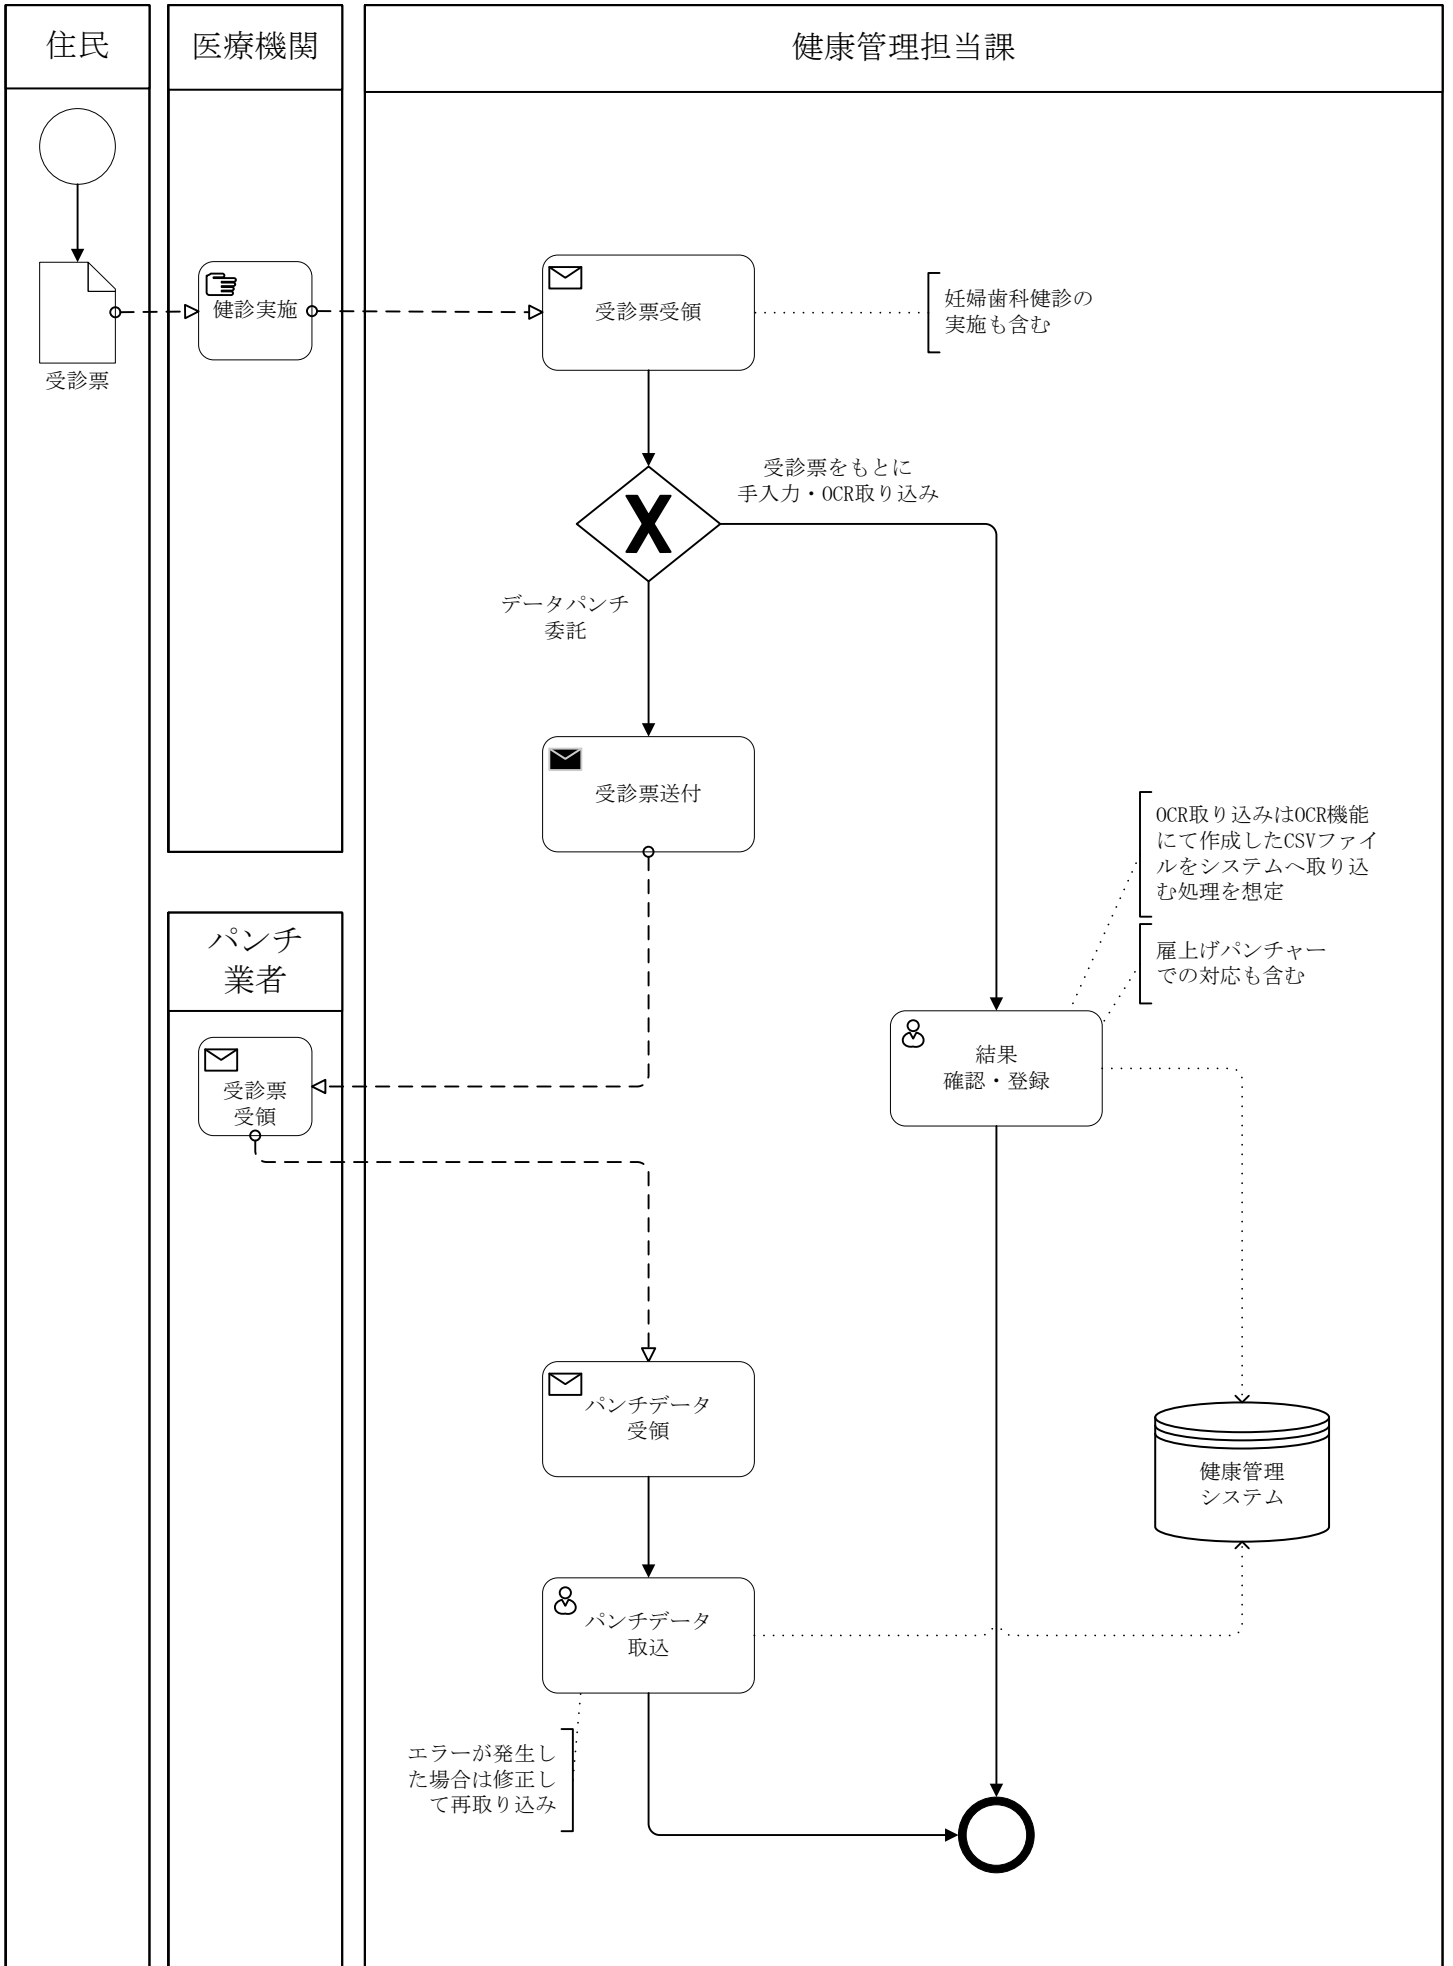 住民
医療機関
健康管理担当課
受診票
健診実施
受診票受領
妊婦歯科健診の
実施も含む
受診票をもとに
手入力・OCR取り込み
データパンチ
委託
受診票送付
OCR取り込みはOCR機能
にて作成したCSVファイ
ルをシステムへ取り込
む処理を想定
雇上げパンチャー
での対応も含む
パンチ
業者
受診票
受領
結果
確認・登録
パンチデータ
受領
健康管理
システム
パンチデータ
取込
エラーが発生し
た場合は修正し
て再取り込み